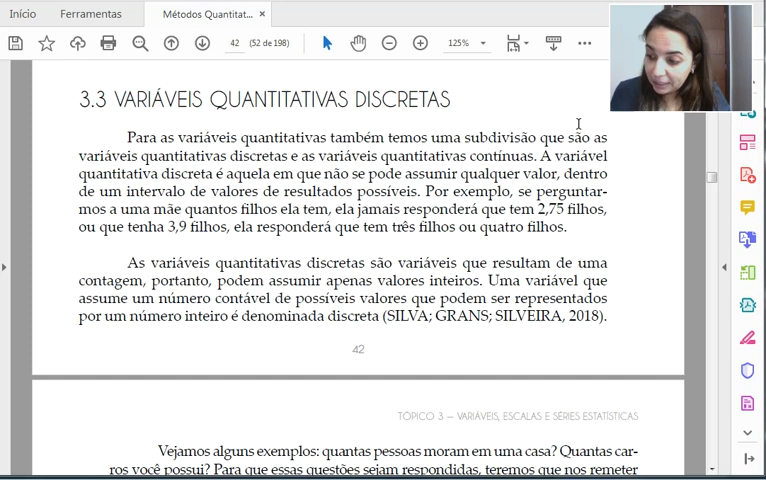 Início
Ferramentas
Métodos Quantitat...
×
42
(52 de 198)
125%
3.3 VARIÁVEIS QUANTITATIVAS DISCRETAS
Para as variáveis quantitativas também temos uma subdivisão que são as
variáveis quantitativas discretas e as variáveis quantitativas contínuas. A variável
quantitativa discreta é aquela em que não se pode assumir qualquer valor, dentro
de um intervalo de valores de resultados possíveis. Por exemplo, se perguntar-
mos a uma mãe quantos filhos ela tem, ela jamais responderá que tem 2,75 filhos,
ou que tenha 3,9 filhos, ela responderá que tem três filhos ou quatro filhos.
As variáveis quantitativas discretas são variáveis que resultam de uma
contagem, portanto, podem assumir apenas valores inteiros. Uma variável que
assume um número contável de possíveis valores que podem ser representados
por um número inteiro é denominada discreta (SILVA; GRANS; SILVEIRA, 2018).
42
TÓPICO 3 — VARIÁVEIS, ESCALAS E SÉRIES ESTATÍSTICAS
Vejamos alguns exemplos: quantas pessoas moram em uma casa? Quantas car-
ros você possui? Para que essas questões sejam respondidas, teremos que nos remeter